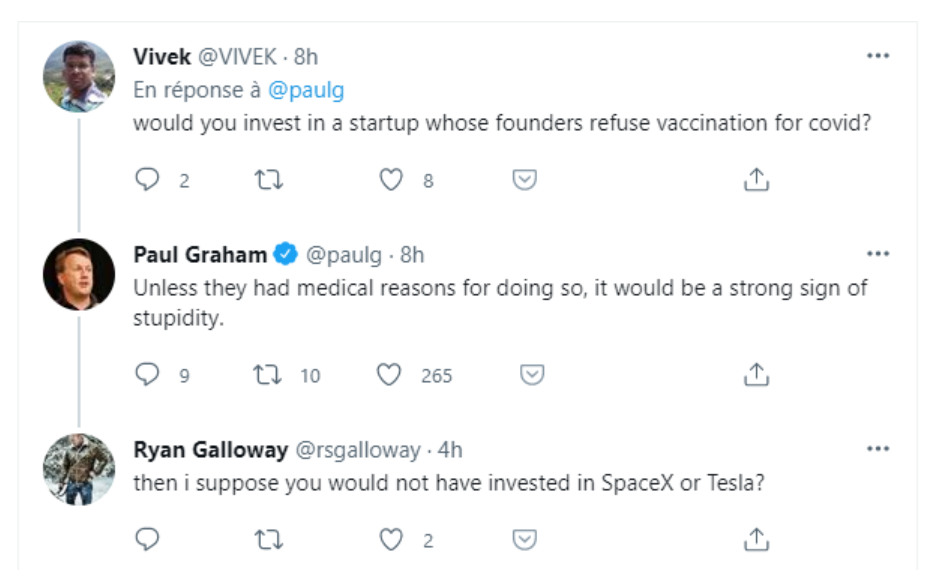 Vivek @VIVEK · 8h
En réponse à @paulg
would you invest in a startup whose founders refuse vaccination for covid?
2 8
Paul Graham @paulg · 8h
Unless they had medical reasons for doing so, it would be a strong sign of
stupidity.
9 10 265
Ryan Galloway @rsgalloway · 4h
then i suppose you would not have invested in SpaceX or Tesla?
2